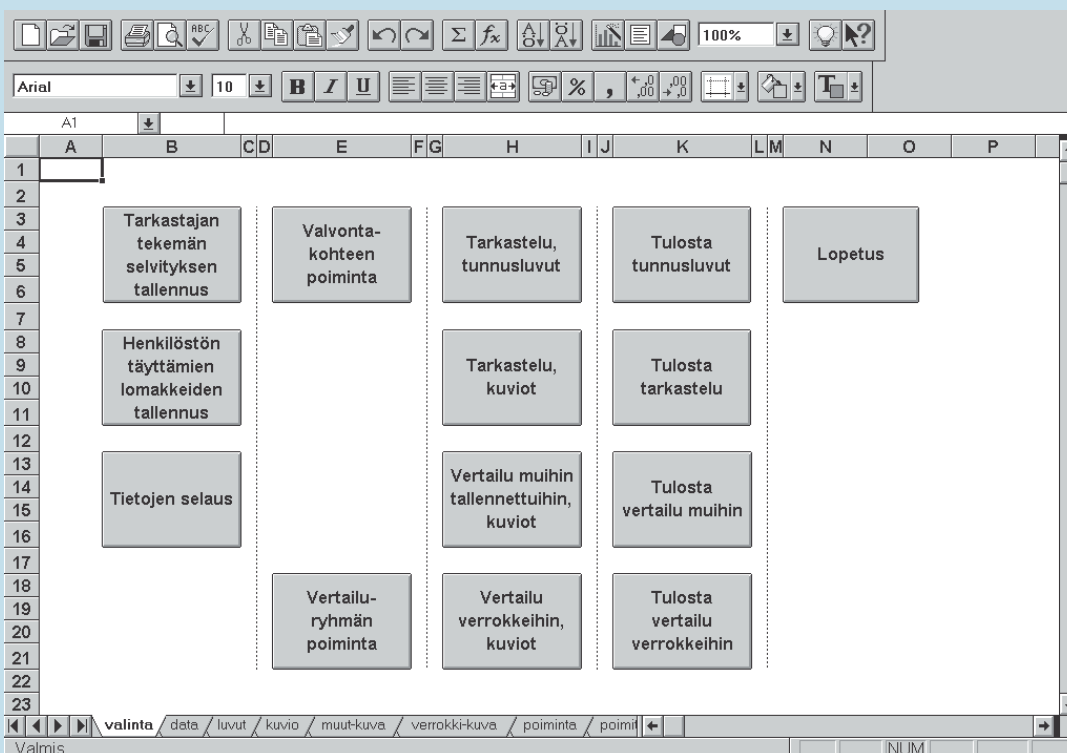 ABC
Σ fx
100%
Arial
10
B I U
A1
A B C D E F G H I J K L M N O P
1
2
3
4
5
6
7
8
9
10
11
12
13
14
15
16
17
18
19
20
21
22
23
Tarkastajan
tekemän
selvityksen
tallennus
Valvonta-
kohteen
poiminta
Tarkastelu,
tunnusluvut
Tulosta
tunnusluvut
Lopetus
Henkilöstön
täyttämien
lomakkeiden
tallennus
Tarkastelu,
kuviot
Tulosta
tarkastelu
Tietojen selaus
Vertailu muihin
tallennettuihin,
kuviot
Tulosta
vertailu muihin
Vertailu-
ryhmän
poiminta
Vertailu
verrokkeihin,
kuviot
Tulosta
vertailu
verrokkeihin
valinta / data / luvut / kuvio / muut-kuva / verrokki-kuva / poiminta / poimit
Valmis
NUM